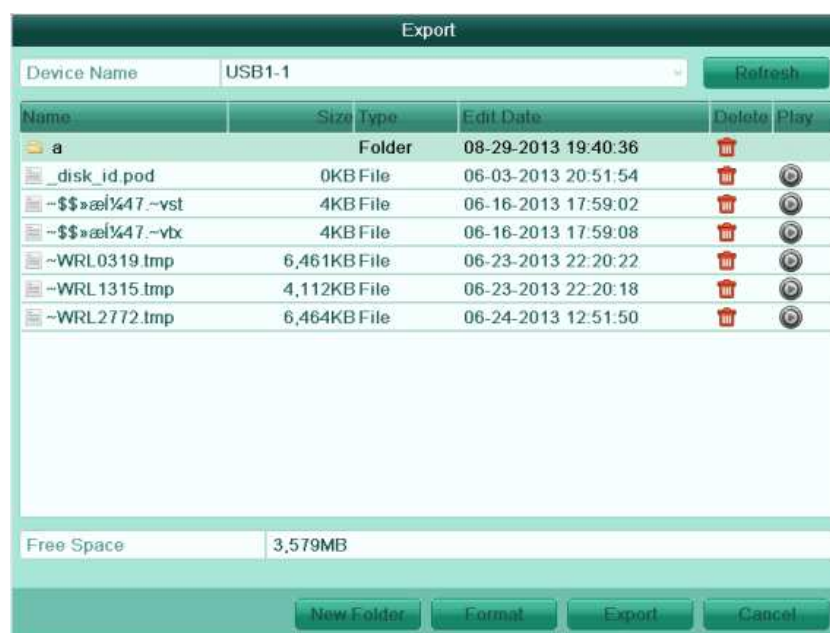 Export
Device Name USB1-1 Refresh
Name Size Type Edit Date Delete Play
a Folder 08-29-2013 19:40:36
_disk_id.pod 0KB File 06-03-2013 20:51:54
~$$»æÍ¼47.~vst 4KB File 06-16-2013 17:59:02
~$$»æÍ¼47.~vtx 4KB File 06-16-2013 17:59:08
~WRL0319.tmp 6,461KB File 06-23-2013 22:20:22
~WRL1315.tmp 4,112KB File 06-23-2013 22:20:18
~WRL2772.tmp 6,464KB File 06-24-2013 12:51:50
Free Space 3,579MB
New Folder Format Export Cancel